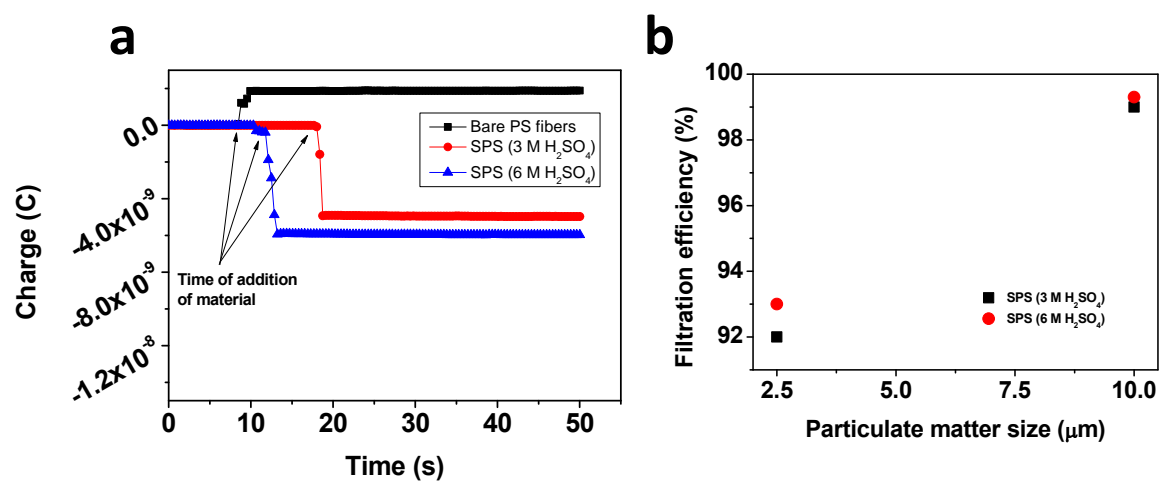 a
0.0
-4.0x10⁻⁹
-8.0x10⁻⁹
-1.2x10⁻⁸
Charge (C)
Bare PS fibers
SPS (3 M H₂SO₄)
SPS (6 M H₂SO₄)
Time of addition
of material
0 10 20 30 40 50
Time (s)
b
100
98
96
94
92
Filtration efficiency (%)
SPS (3 M H₂SO₄)
SPS (6 M H₂SO₄)
2.5 5.0 7.5 10.0
Particulate matter size (μm)